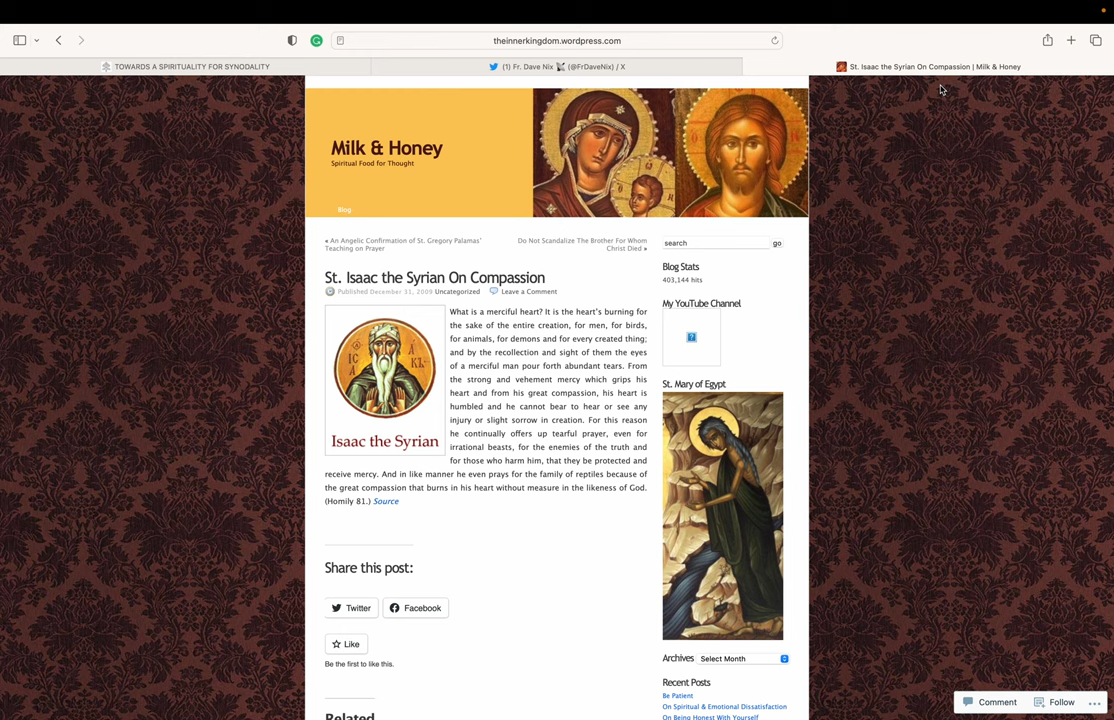 theinnerkingdom.wordpress.com
TOWARDS A SPIRITUALITY FOR SYNODALITY
(1) Fr. Dave Nix (@FrDaveNix) / X
St. Isaac the Syrian On Compassion | Milk & Honey
Milk & Honey
Spiritual Food for Thought
Blog
« An Angelic Confirmation of St. Gregory Palamas'
Teaching on Prayer
Do Not Scandalize The Brother For Whom
Christ Died »
St. Isaac the Syrian On Compassion
Published December 31, 2009 Uncategorized Leave a Comment
Isaac the Syrian
What is a merciful heart? It is the heart's burning for
the sake of the entire creation, for men, for birds,
for animals, for demons and for every created thing;
and by the recollection and sight of them the eyes
of a merciful man pour forth abundant tears. From
the strong and vehement mercy which grips his
heart and from his great compassion, his heart is
humbled and he cannot bear to hear or see any
injury or slight sorrow in creation. For this reason
he continually offers up tearful prayer, even for
irrational beasts, for the enemies of the truth and
for those who harm him, that they be protected and
receive mercy. And in like manner he even prays for the family of reptiles because of
the great compassion that burns in his heart without measure in the likeness of God.
(Homily 81.) Source
Share this post:
Twitter
Facebook
Like
Be the first to like this.
Related
search
go
Blog Stats
403,144 hits
My YouTube Channel
?
St. Mary of Egypt
Archives Select Month
Recent Posts
Be Patient
On Spiritual & Emotional Dissatisfaction
On Being Honest With Yourself
Comment
Follow